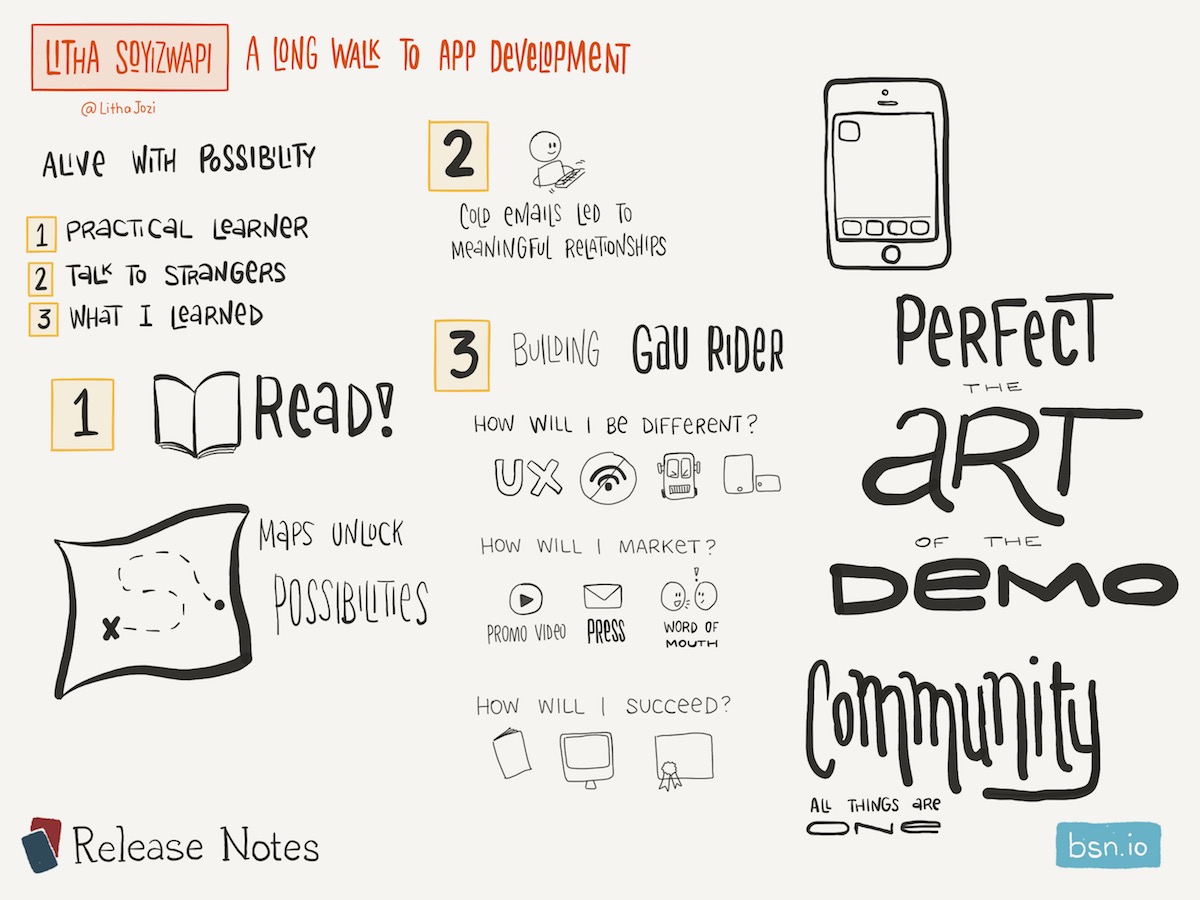 LITHA SOYIZWAPI A LONG WALK TO APP DEVELOPMENT
@LithaJozi
ALIVE WITH POSSIBILITY
1 PRACTICAL LEARNER
2 TALK TO STRANGERS
3 WHAT I LEARNED
1 READ!
MAPS UNLOCK
POSSIBILITIES
X
2
COLD EMAILS LED TO
MEANINGFUL RELATIONSHIPS
3 BUILDING GAU RIDER
HOW WILL I BE DIFFERENT?
UX
HOW WILL I MARKET?
!
PROMO VIDEO PRESS WORD OF
MOUTH
HOW WILL I SUCCEED?
PERFECT
THE
ART
OF THE
DEMO
Community
ALL THINGS ARE
ONE
Release Notes
bsn.io